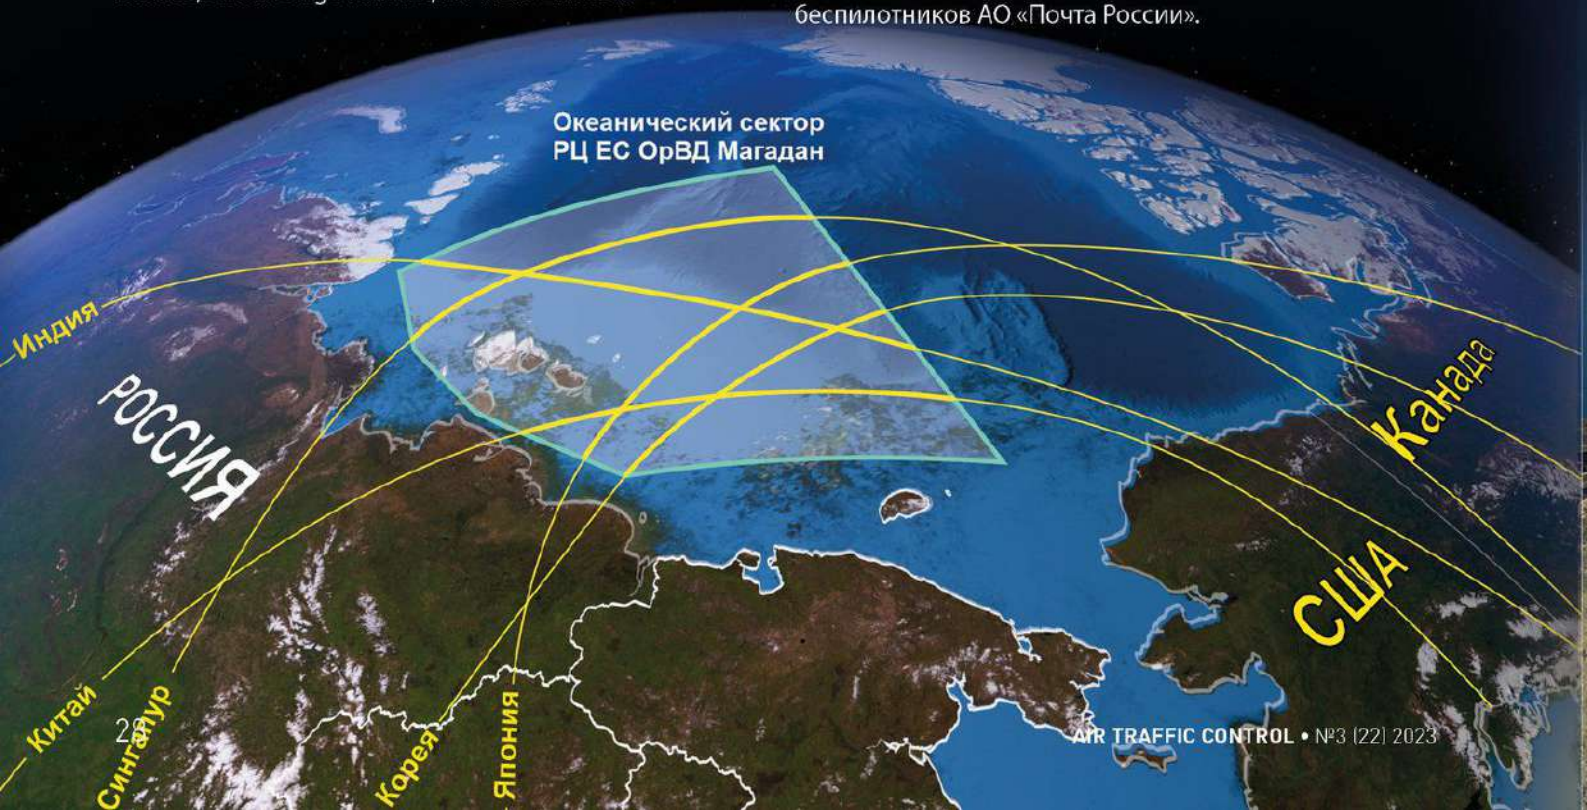 беспилотников АО «Почта России».
Океанический сектор
РЦ ЕС ОрВД Магадан
Индия
РОССИЯ
Канада
США
Китай
Сингапур
Корея
Япония
AIR TRAFFIC CONTROL • №3 (22) 2023